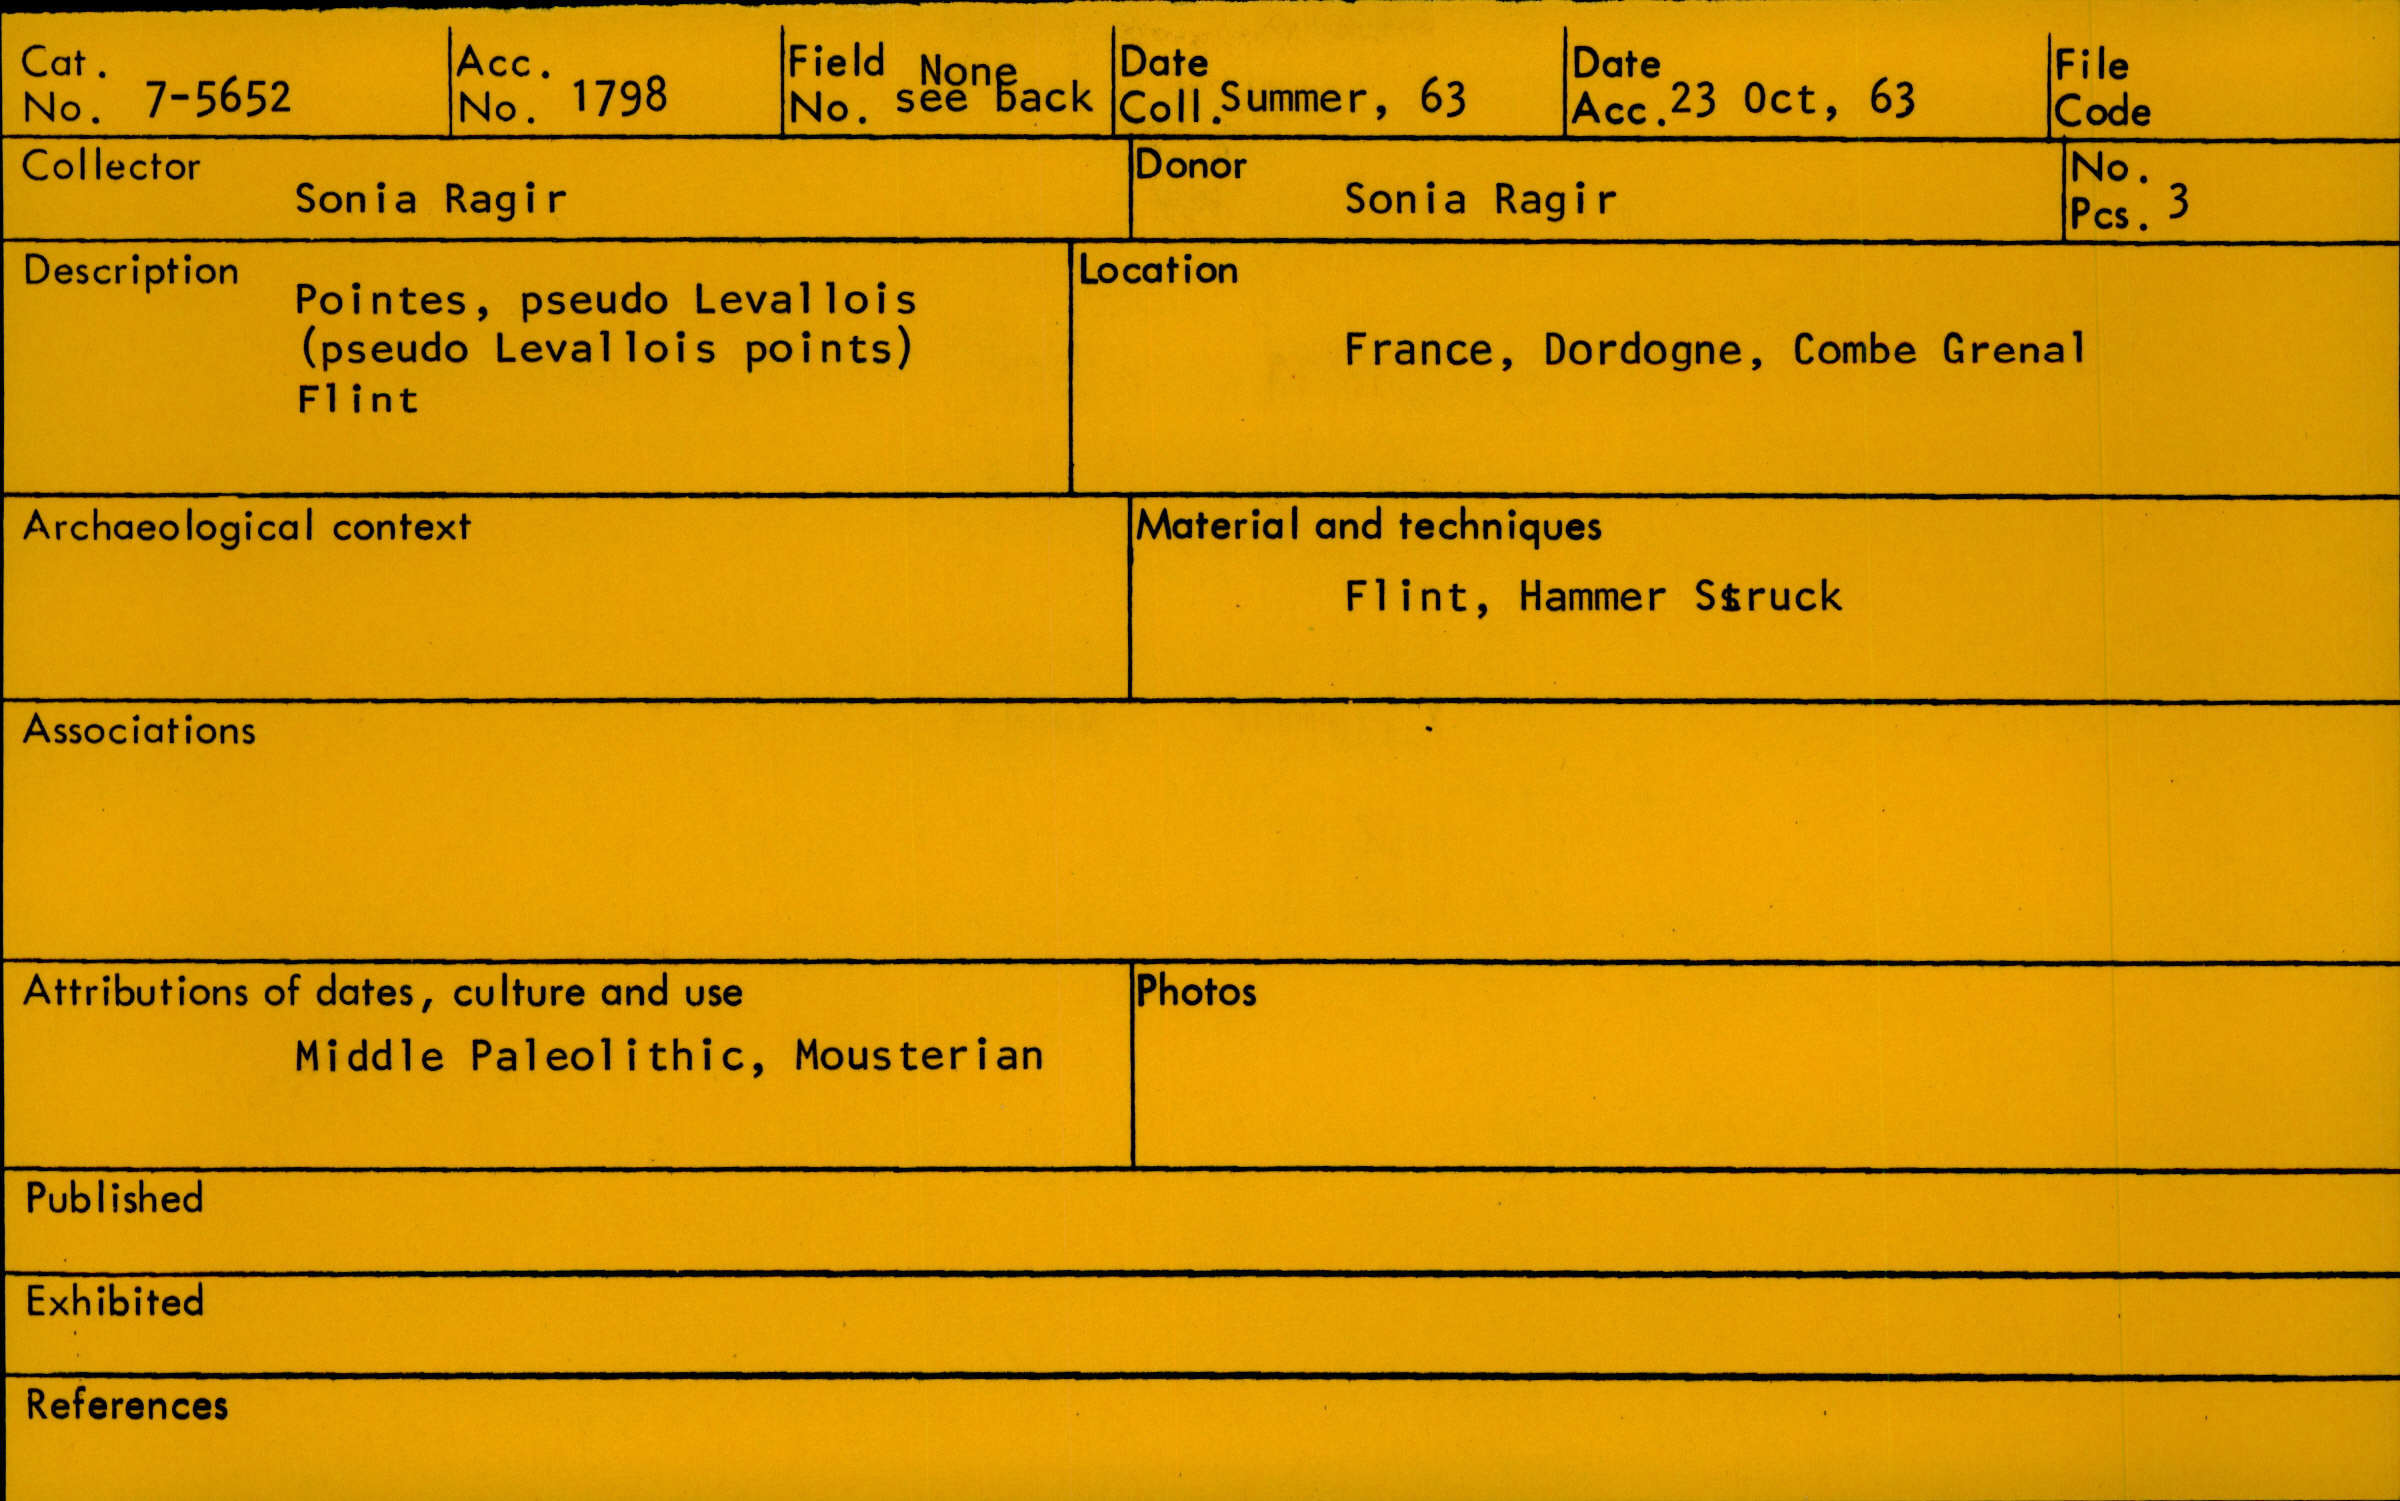 Cat. No. 7-5652
Acc. No. 1798
Field No. None see back
Date Coll. Summer, 63
Date Acc. 23 Oct, 63
File Code
Collector
Sonia Ragir
Donor
Sonia Ragir
No. Pcs. 3
Description
Pointes, pseudo Levallois
(pseudo Levallois points)
Flint
Location
France, Dordogne, Combe Grenal
Archaeological context
Material and techniques
Flint, Hammer Struck
Associations
Attributions of dates, culture and use
Middle Paleolithic, Mousterian
Photos
Published
Exhibited
References